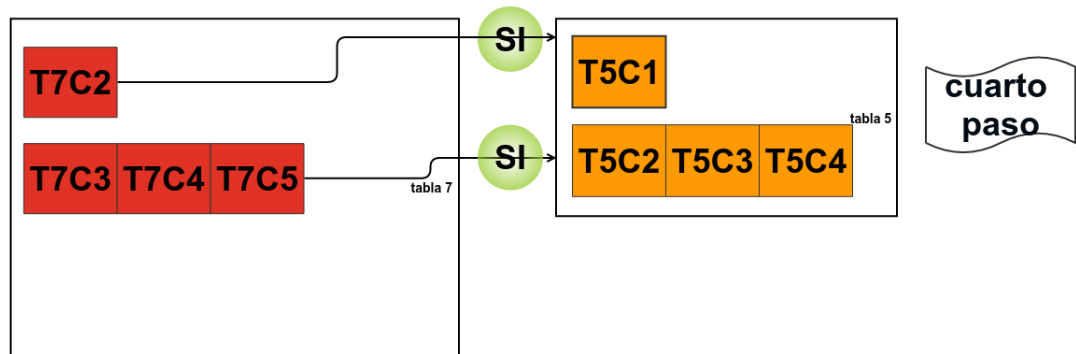 T7C2
SI
T5C1
cuarto
paso
tabla 5
T7C3 T7C4 T7C5
tabla 7
SI
T5C2 T5C3 T5C4